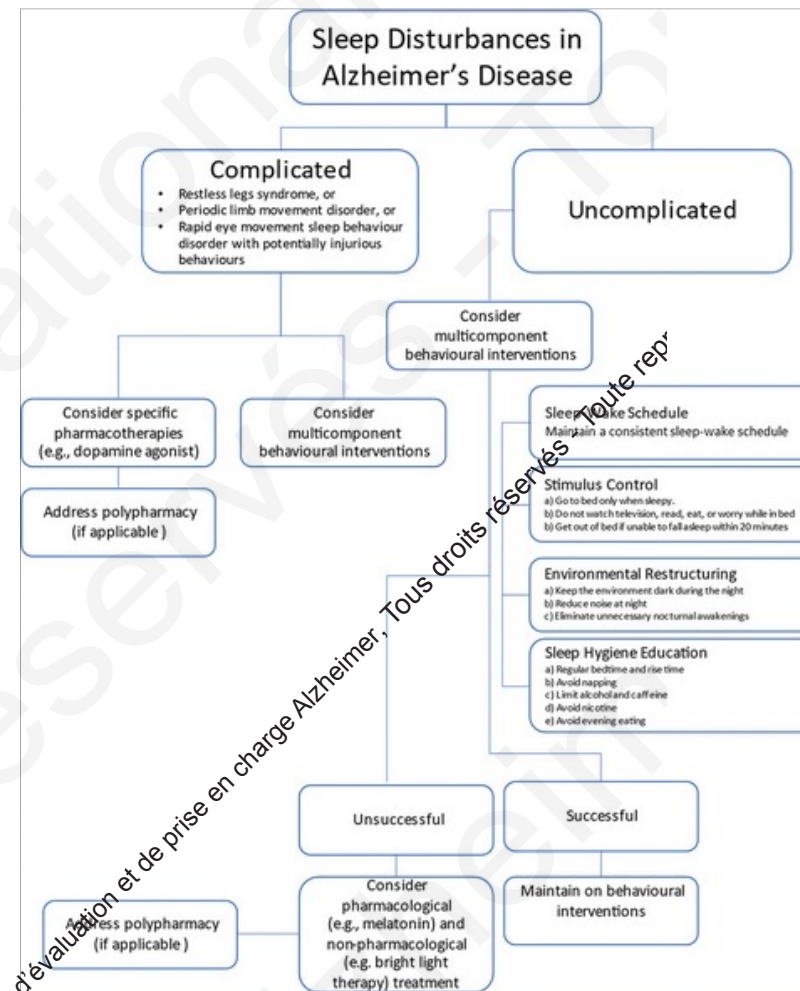 Sleep Disturbances in
Alzheimer's Disease
Complicated
• Restless legs syndrome, or
• Periodic limb movement disorder, or
• Rapid eye movement sleep behaviour
disorder with potentially injurious
behaviours
Uncomplicated
Consider
multicomponent
behavioural interventions
Consider specific
pharmacotherapies
(e.g., dopamine agonist)
Consider
multicomponent
behavioural interventions
Address polypharmacy
(if applicable )
Sleep Wake Schedule
Maintain a consistent sleep-wake schedule
Stimulus Control
a) Go to bed only when sleepy.
b) Do not watch television, read, eat, or worry while in bed
b) Get out of bed if unable to fall asleep within 20 minutes
Environmental Restructuring
a) Keep the environment dark during the night
b) Reduce noise at night
c) Eliminate unnecessary nocturnal awakenings
Sleep Hygiene Education
a) Regular bedtime and rise time
b) Avoid napping
c) Limit alcohol and caffeine
d) Avoid nicotine
e) Avoid evening eating
Unsuccessful
Successful
Address polypharmacy
(if applicable )
Consider
pharmacological
(e.g., melatonin) and
non-pharmacological
(e.g. bright light
therapy) treatment
Maintain on behavioural
interventions
d'évaluation et de prise en charge Alzheimer, Tous droits réservés - Toute repr